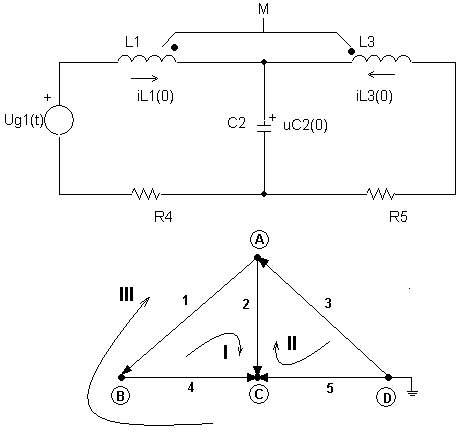 M
L1 L3
iL1(0) iL3(0)
+
Ug1(t)
C2 + uC2(0)
R4 R5
A
III 1 2 3
I II
B 4 C 5 D